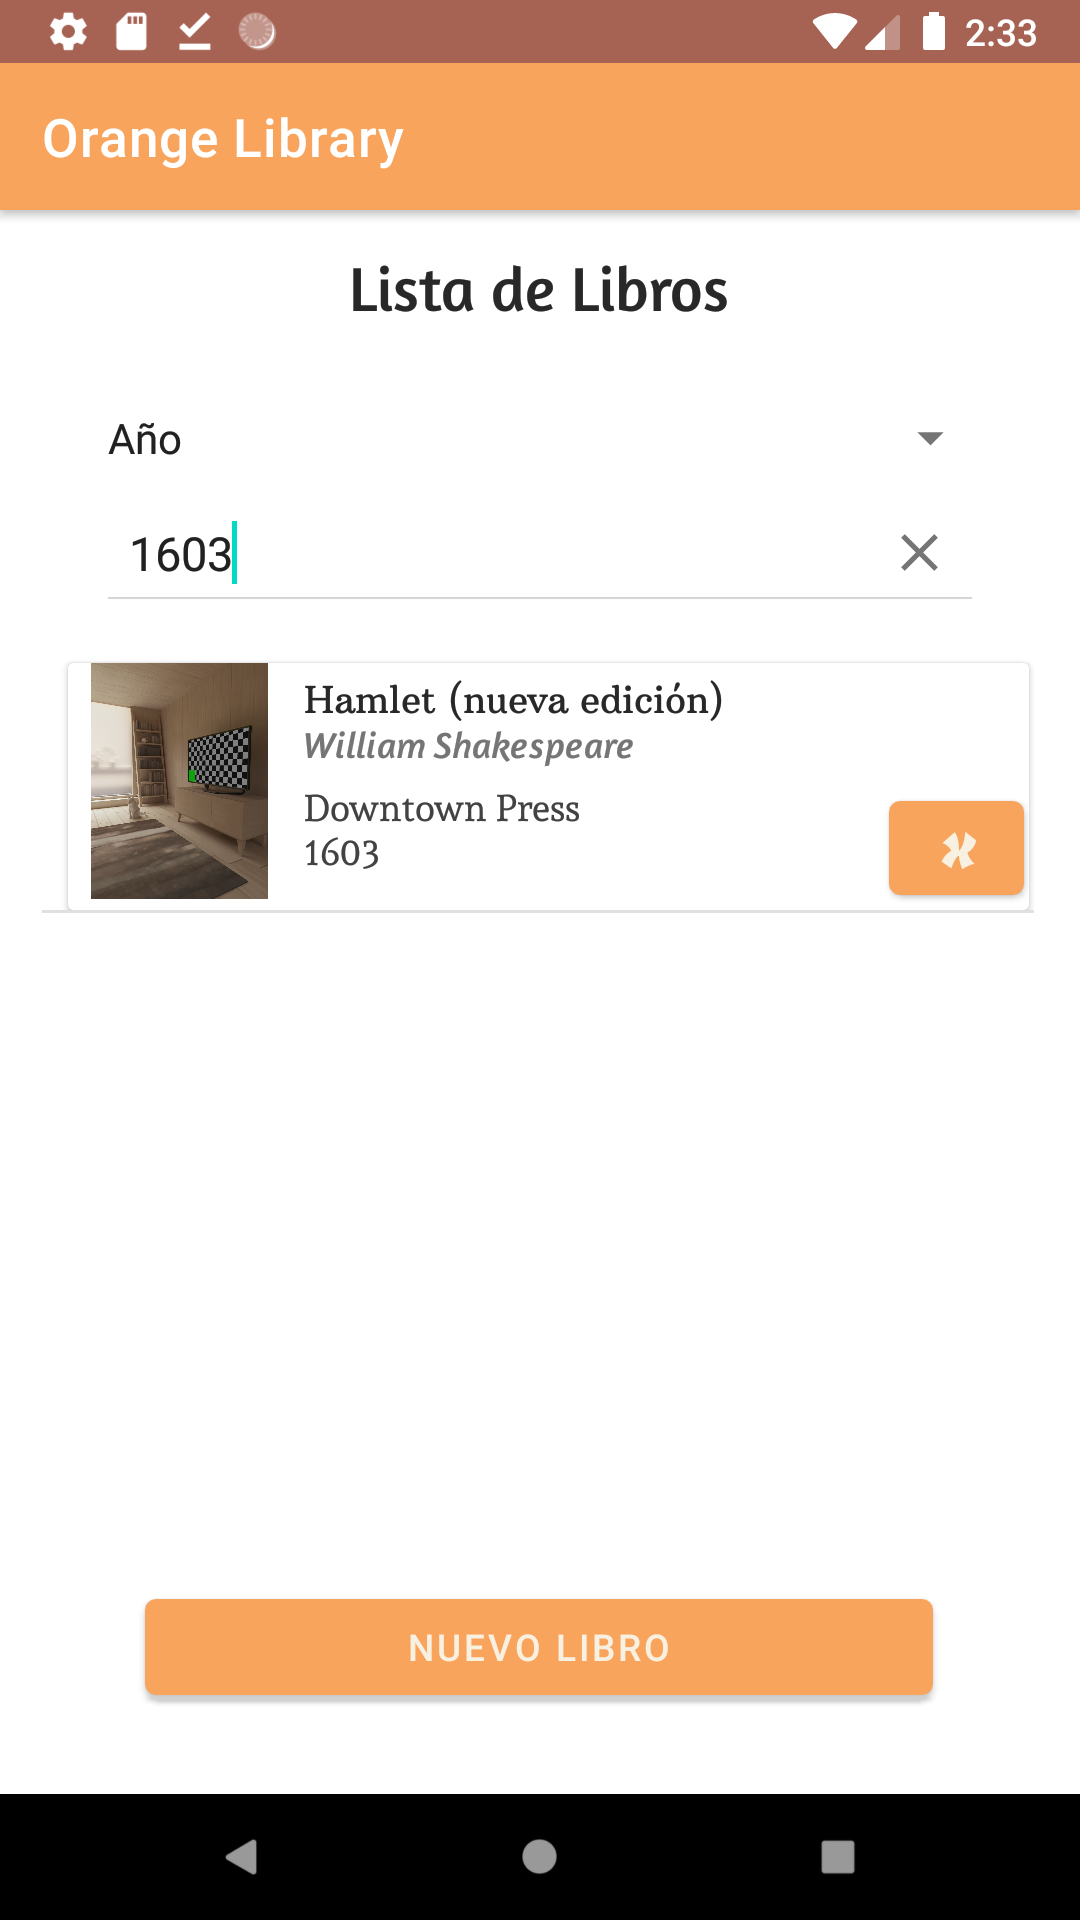 2:33
Orange Library
Lista de Libros
Año
1603
Hamlet (nueva edición)
William Shakespeare
Downtown Press
1603
X
NUEVO LIBRO